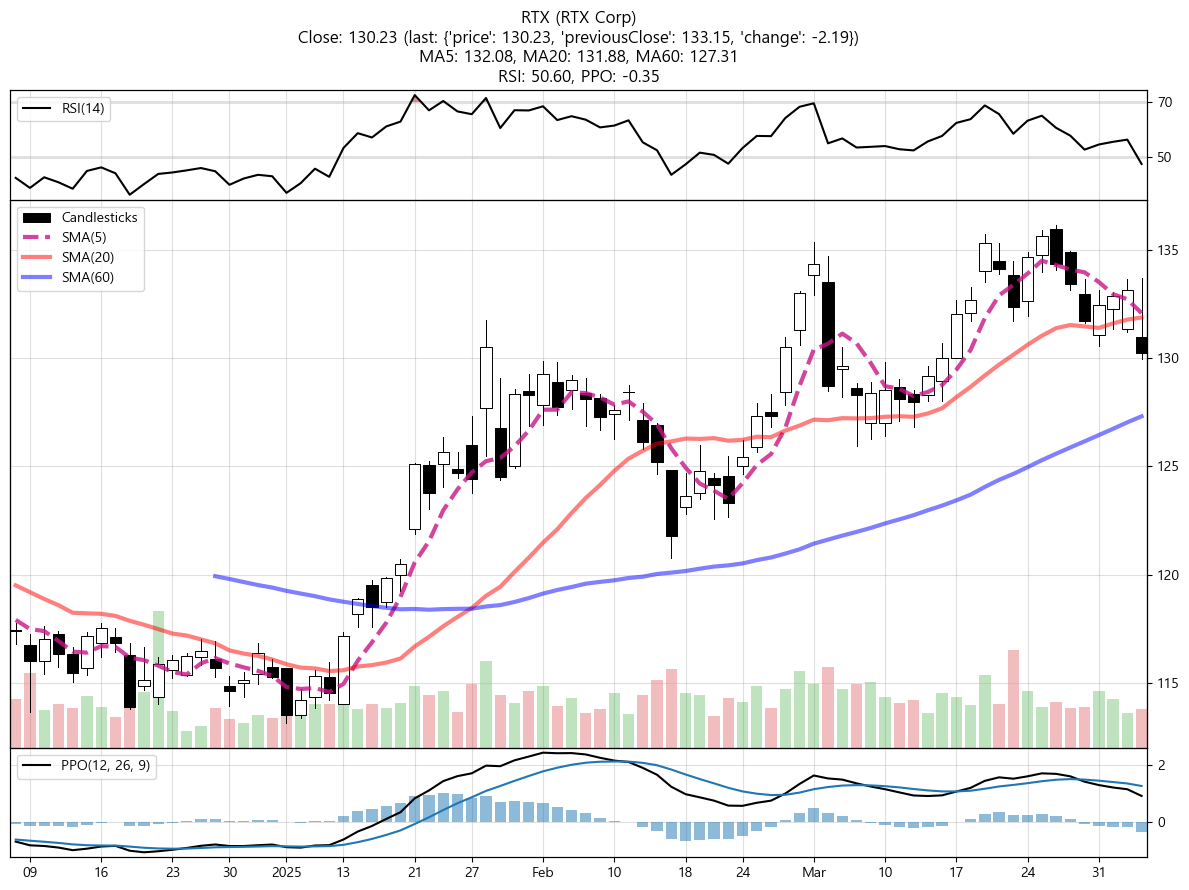 RTX (RTX Corp)
Close: 130.23 (last: {'price': 130.23, 'previousClose': 133.15, 'change': -2.19})
MA5: 132.08, MA20: 131.88, MA60: 127.31
RSI: 50.60, PPO: -0.35
RSI(14)
70
50
Candlesticks
SMA(5)
SMA(20)
SMA(60)
135
130
125
120
115
PPO(12, 26, 9)
2
0
09 16 23 30 2025 13 21 27 Feb 10 18 24 Mar 10 17 24 31